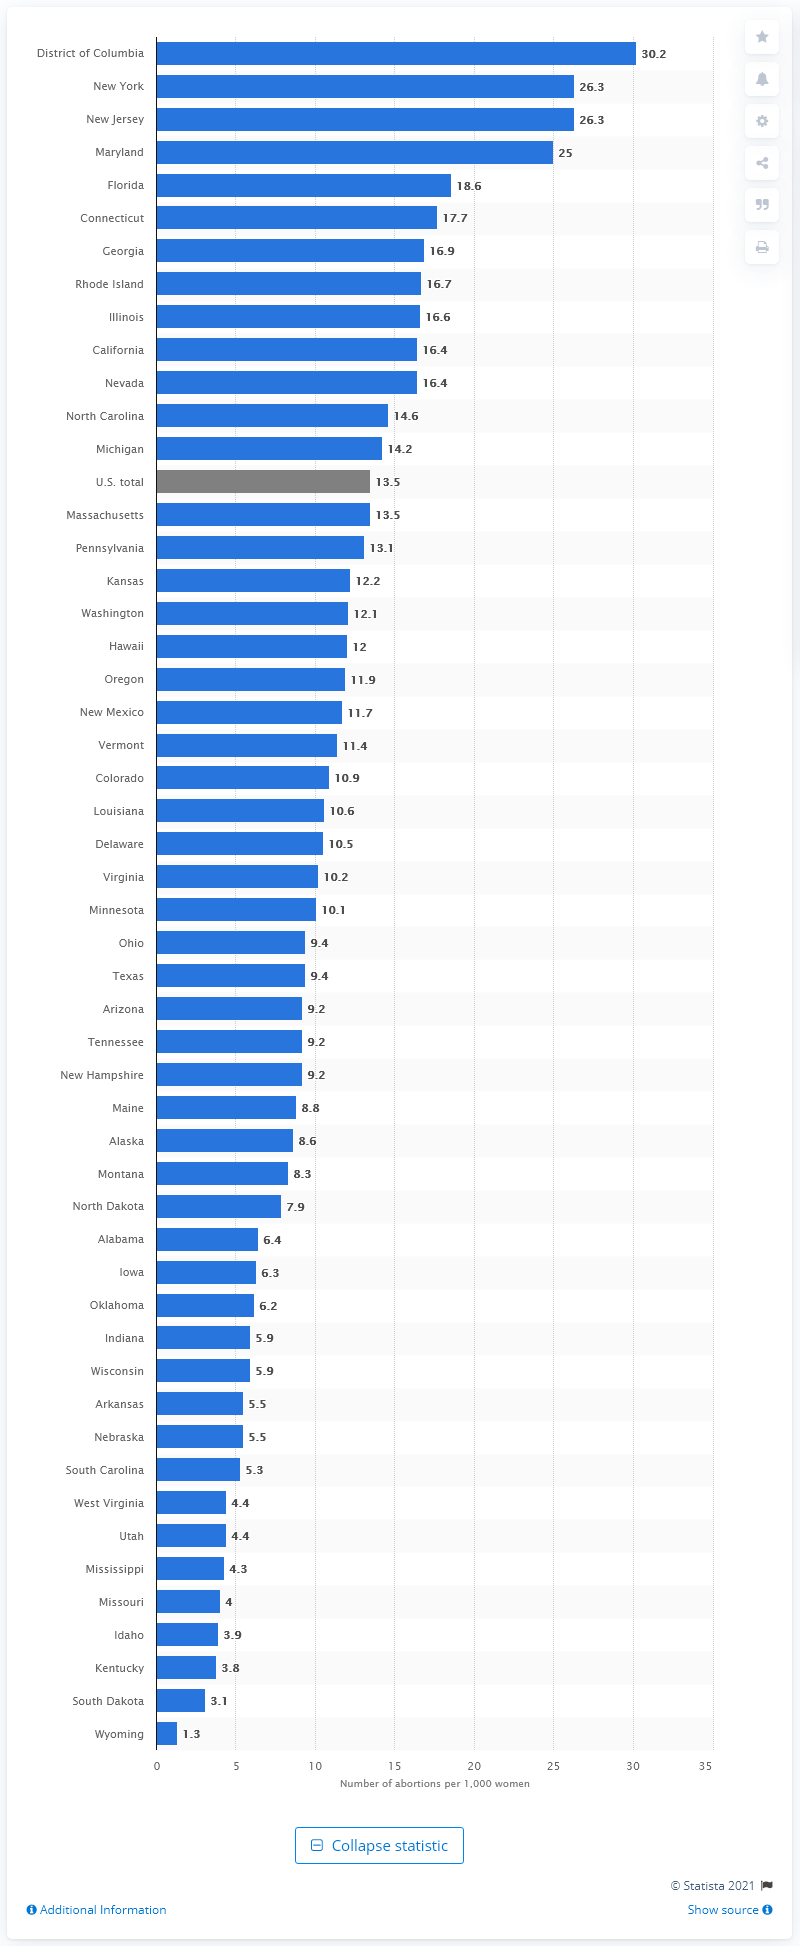 District of Columbia 30.2
New York 26.3
New Jersey 26.3
Maryland 25
Florida 18.6
Connecticut 17.7
Georgia 16.9
Rhode Island 16.7
Illinois 16.6
California 16.4
Nevada 16.4
North Carolina 14.6
Michigan 14.2
U.S. total 13.5
Massachusetts 13.5
Pennsylvania 13.1
Kansas 12.2
Washington 12.1
Hawaii 12
Oregon 11.9
New Mexico 11.7
Vermont 11.4
Colorado 10.9
Louisiana 10.6
Delaware 10.5
Virginia 10.2
Minnesota 10.1
Ohio 9.4
Texas 9.4
Arizona 9.2
Tennessee 9.2
New Hampshire 9.2
Maine 8.8
Alaska 8.6
Montana 8.3
North Dakota 7.9
Alabama 6.4
Iowa 6.3
Oklahoma 6.2
Indiana 5.9
Wisconsin 5.9
Arkansas 5.5
Nebraska 5.5
South Carolina 5.3
West Virginia 4.4
Utah 4.4
Mississippi 4.3
Missouri 4
Idaho 3.9
Kentucky 3.8
South Dakota 3.1
Wyoming 1.3
0 5 10 15 20 25 30 35
Number of abortions per 1,000 women
Collapse statistic
© Statista 2021
Additional Information Show source